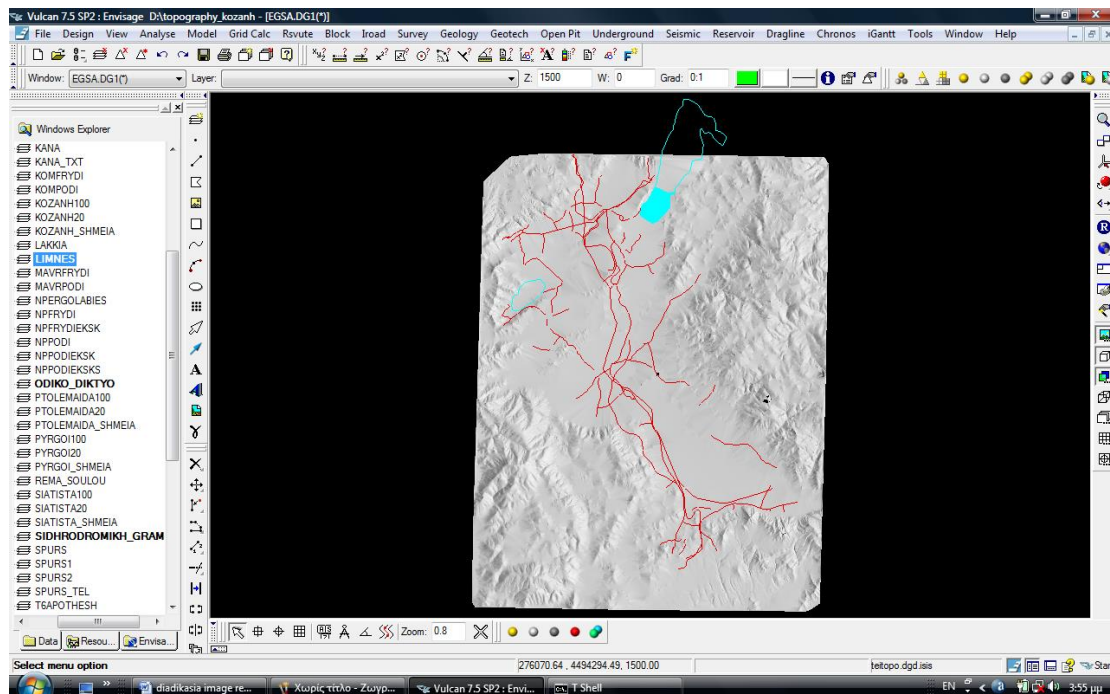 Vulcan 7.5 SP2 : Envisage D:\topography_kozanh - [EGSA.DG1(*)]
File Design View Analyse Model Grid Calc Rsvute Block Iroad Survey Geology Geotech Open Pit Underground Seismic Reservoir Dragline Chronos iGantt Tools Window Help
Window: EGSA.DG1(*) Layer: Z: 1500 W: 0 Grad: 0:1
Windows Explorer
KANA
KANA_TXT
KOMFRYDI
KOMPODI
KOZANH100
KOZANH20
KOZANH_SHMEIA
LAKKIA
LIMNES
MAVRFRYDI
MAVRPODI
NPERGOLABIES
NPFRYDI
NPFRYDIEKSK
NPPODI
NPPODIEKSK
NPPODIEKSKS
ODIKO_DIKTYO
PTOLEMAIDA100
PTOLEMAIDA20
PTOLEMAIDA_SHMEIA
PYRGOI100
PYRGOI20
PYRGOI_SHMEIA
REMA_SOULOU
SIATISTA100
SIATISTA20
SIATISTA_SHMEIA
SIDHRODROMIKH_GRAM
SPURS
SPURS1
SPURS2
SPURS_TEL
T6APOTHESH
Data Resou... Envisa...
Zoom: 0.8
Select menu option 276070.64 , 4494294.49, 1500.00 teitopo.dgd.isis Star
diadikasia image re... Χωρίς τίτλο - Ζωγρ... Vulcan 7.5 SP2 : Envi... T Shell EN 3:55 μμ